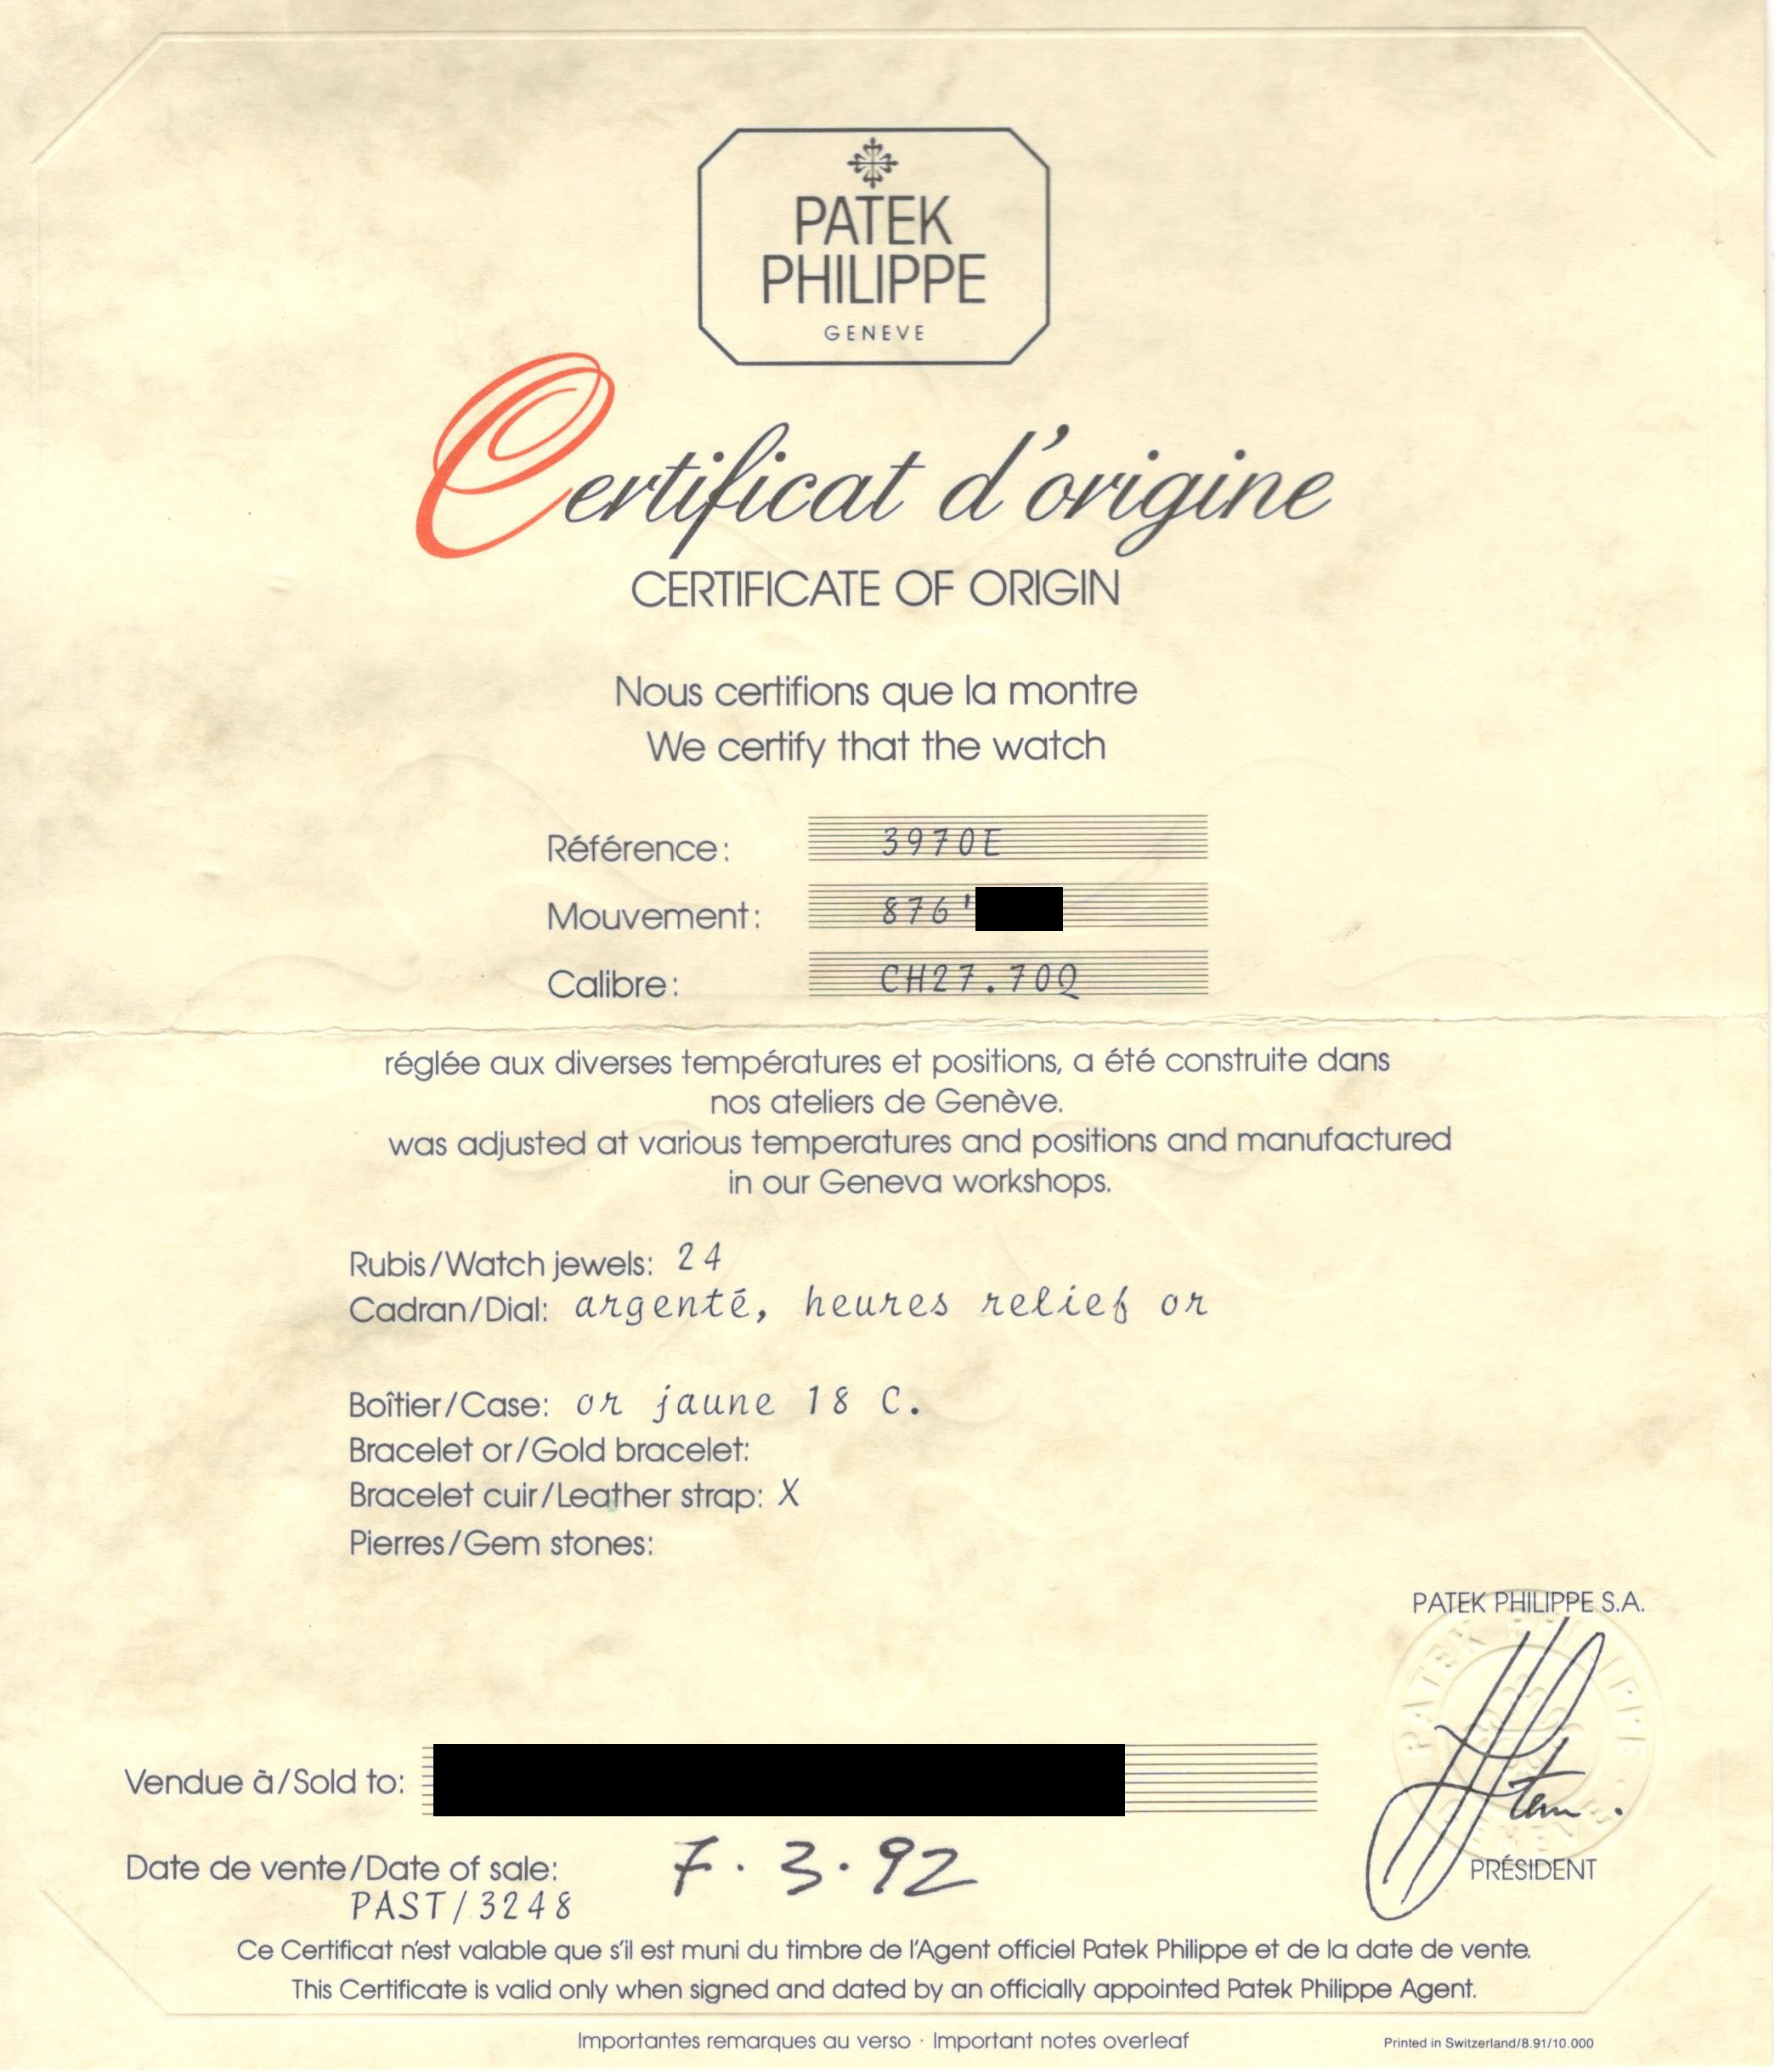 PATEK
PHILIPPE
GENEVE
Certificat d'origine
CERTIFICATE OF ORIGIN
Nous certifions que la montre
We certify that the watch
Référence: 3970E
Mouvement: 876'
Calibre: CH27.70Q
réglée aux diverses températures et positions, a été construite dans
nos ateliers de Genève.
was adjusted at various temperatures and positions and manufactured
in our Geneva workshops.
Rubis/Watch jewels: 24
Cadran/Dial: argenté, heures relief or
Boîtier/Case: or jaune 18 C.
Bracelet or/Gold bracelet:
Bracelet cuir/Leather strap: X
Pierres/Gem stones:
PATEK PHILIPPE S.A.
PATEK PHILIPPE
GENEVE
Stern.
PRÉSIDENT
Vendue à/Sold to:
Date de vente/Date of sale: 7.3.92
PAST/3248
Ce Certificat n'est valable que s'il est muni du timbre de l'Agent officiel Patek Philippe et de la date de vente.
This Certificate is valid only when signed and dated by an officially appointed Patek Philippe Agent.
Importantes remarques au verso · Important notes overleaf
Printed in Switzerland/8.91/10.000